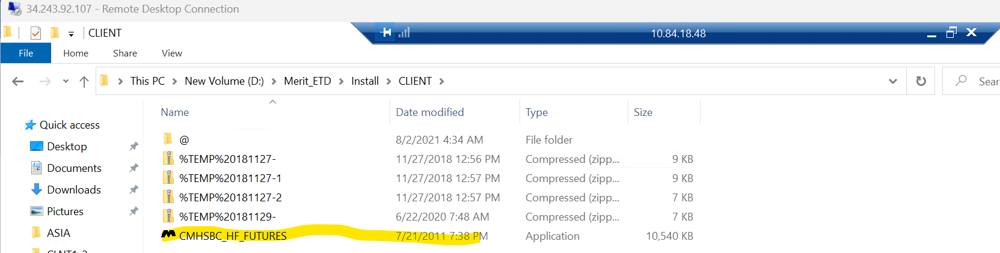 34.243.92.107 - Remote Desktop Connection
CLIENT
10.84.18.48
File Home Share View
This PC > New Volume (D:) > Merit_ETD > Install > CLIENT >
Name Date modified Type Size
Quick access
Desktop
Documents
Downloads
Pictures
ASIA
@ 8/2/2021 4:34 AM File folder
%TEMP%20181127- 11/27/2018 12:56 PM Compressed (zipp... 9 KB
%TEMP%20181127-1 11/27/2018 12:57 PM Compressed (zipp... 9 KB
%TEMP%20181127-2 11/27/2018 12:57 PM Compressed (zipp... 7 KB
%TEMP%20181129- 6/22/2020 7:48 AM Compressed (zipp... 7 KB
CMHSBC_HF_FUTURES 7/21/2011 7:38 PM Application 10,540 KB